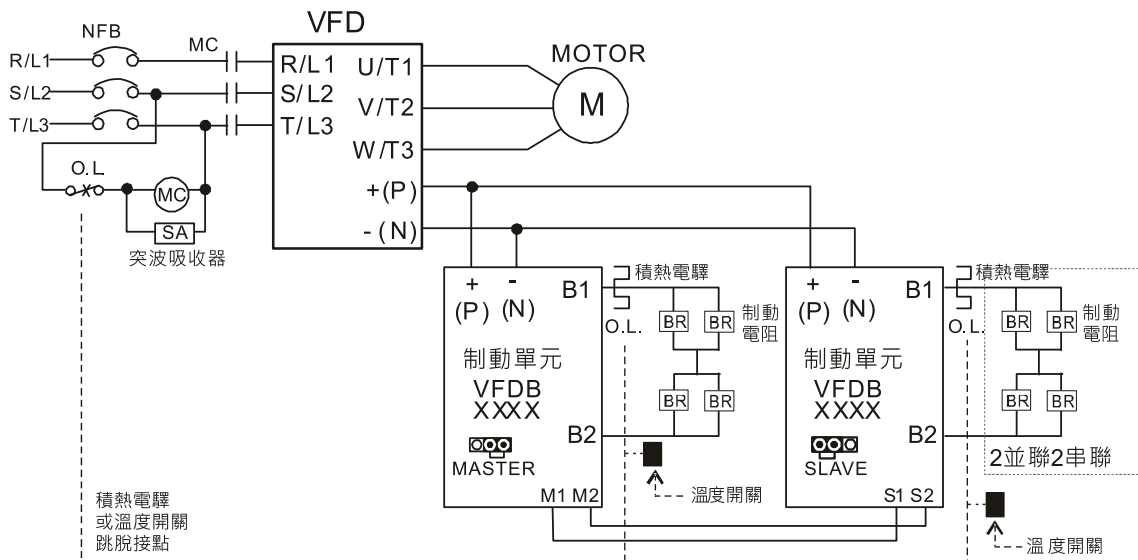 VFD
NFB
MC
MOTOR
R/L1
S/L2
T/L3
R/L1
S/L2
T/L3
U/T1
V/T2
W/T3
+(P)
-(N)
M
O.L
MC
SA
突波吸收器
+
(P)
-
(N)
B1
積熱電驛
O.L.
BR
BR
BR
BR
制動
電阻
制動單元
VFDB
XXXX
B2
MASTER
M1 M2
溫度開關
+
(P)
-
(N)
B1
積熱電驛
O.L.
BR
BR
BR
BR
制動
電阻
制動單元
VFDB
XXXX
B2
SLAVE
S1 S2
2並聯2串聯
溫度開關
積熱電驛
或溫度開關
跳脫接點